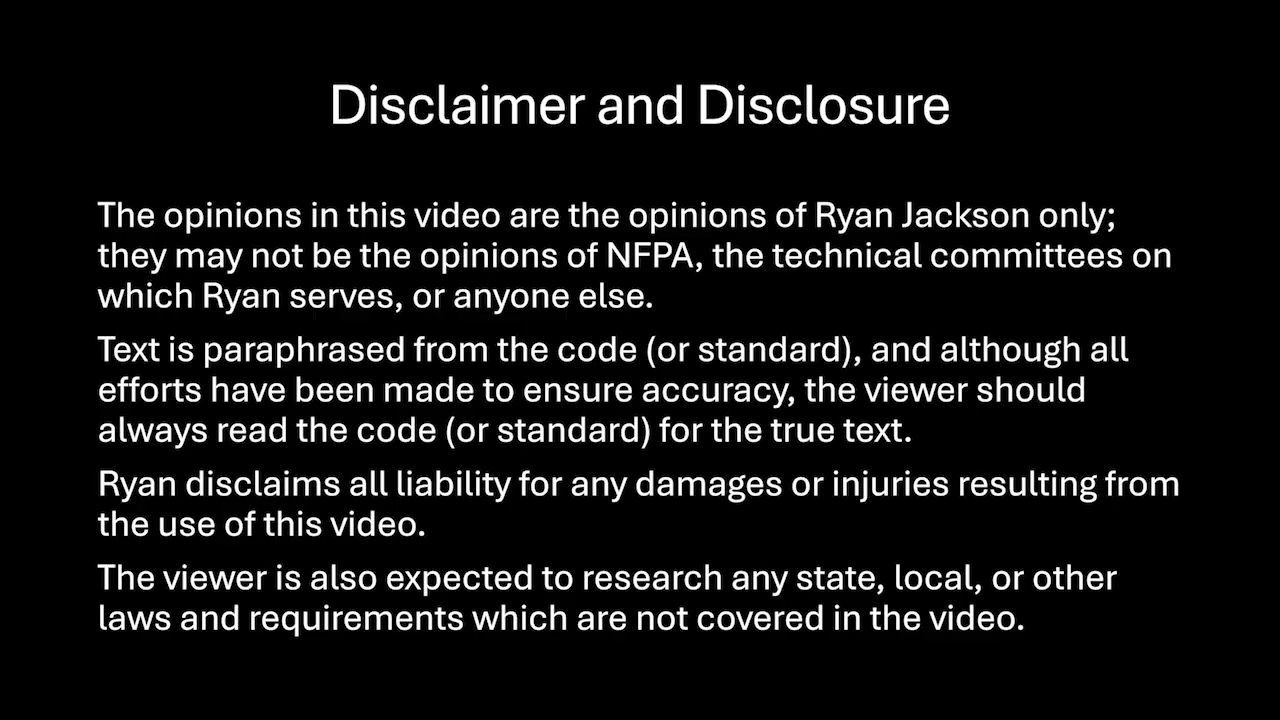 Disclaimer and Disclosure
The opinions in this video are the opinions of Ryan Jackson only;
they may not be the opinions of NFPA, the technical committees on
which Ryan serves, or anyone else.
Text is paraphrased from the code (or standard), and although all
efforts have been made to ensure accuracy, the viewer should
always read the code (or standard) for the true text.
Ryan disclaims all liability for any damages or injuries resulting from
the use of this video.
The viewer is also expected to research any state, local, or other
laws and requirements which are not covered in the video.